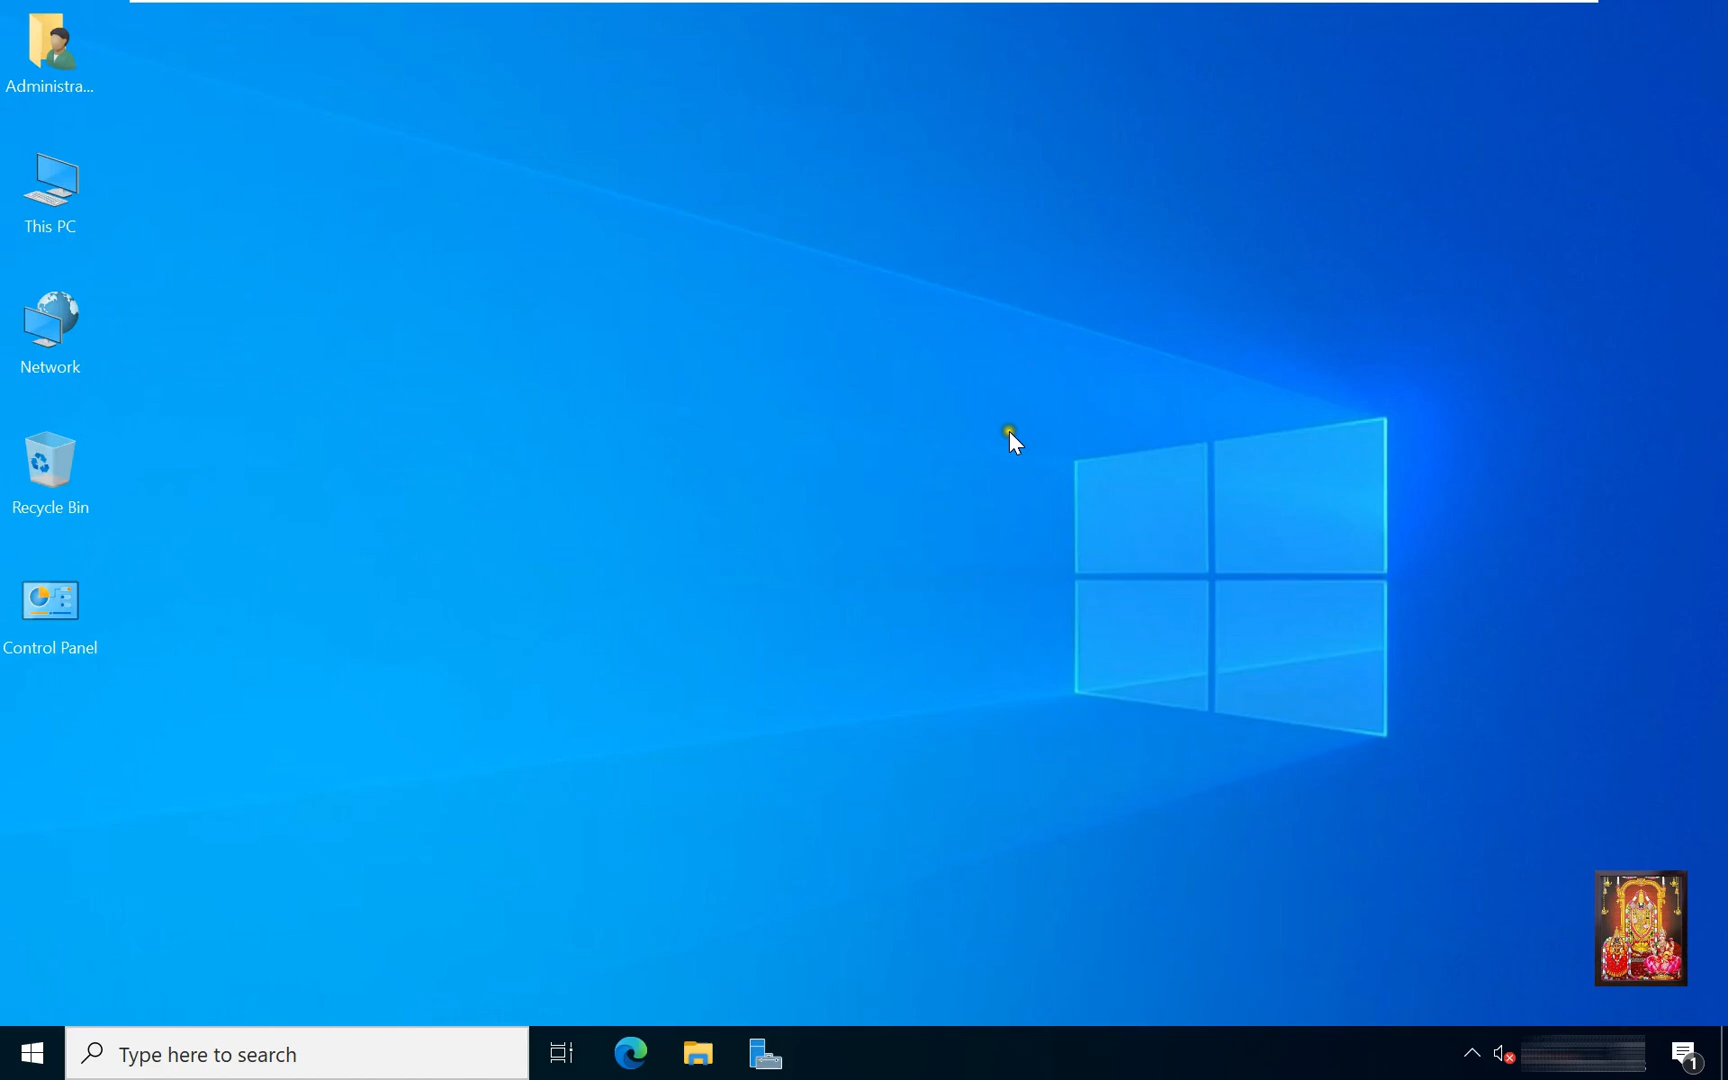 Administra...
This PC
Network
Recycle Bin
Control Panel
Type here to search
1